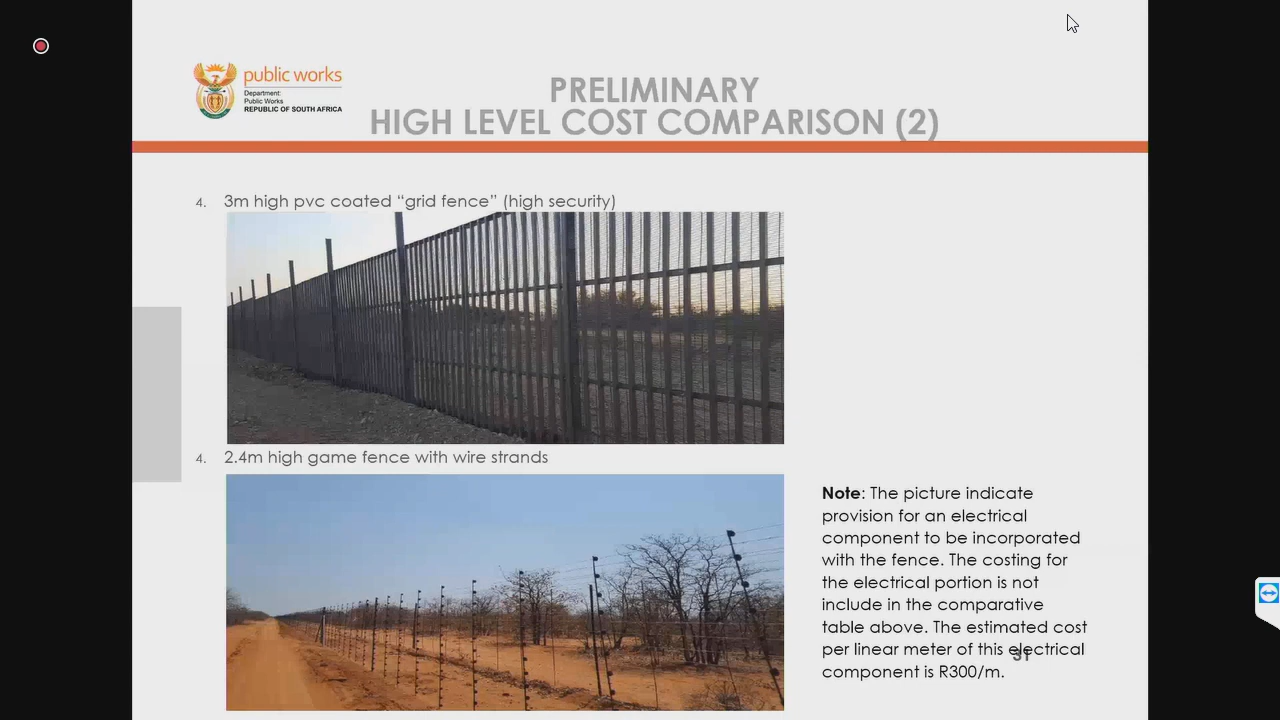 public works
Department:
Public Works
REPUBLIC OF SOUTH AFRICA
PRELIMINARY
HIGH LEVEL COST COMPARISON (2)
4. 3m high pvc coated “grid fence” (high security)
4. 2.4m high game fence with wire strands
Note: The picture indicate
provision for an electrical
component to be incorporated
with the fence. The costing for
the electrical portion is not
include in the comparative
table above. The estimated cost
per linear meter of this electrical
component is R300/m.
31